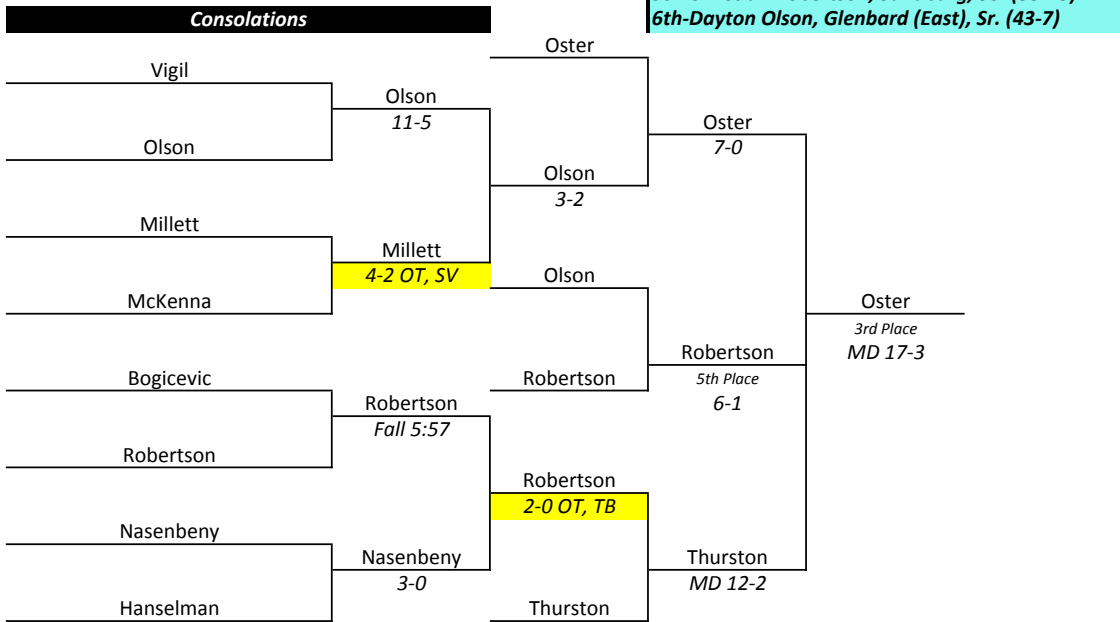 Consolations
6th-Dayton Olson, Glenbard (East), Sr. (43-7)
Oster
Vigil
Olson
11-5
Oster
7-0
Olson
Olson
3-2
Millett
Millett
4-2 OT, SV
Olson
McKenna
Oster
3rd Place
MD 17-3
Robertson
5th Place
6-1
Bogicevic
Robertson
Robertson
Fall 5:57
Robertson
Robertson
2-0 OT, TB
Nasenbeny
Nasenbeny
3-0
Thurston
MD 12-2
Hanselman
Thurston